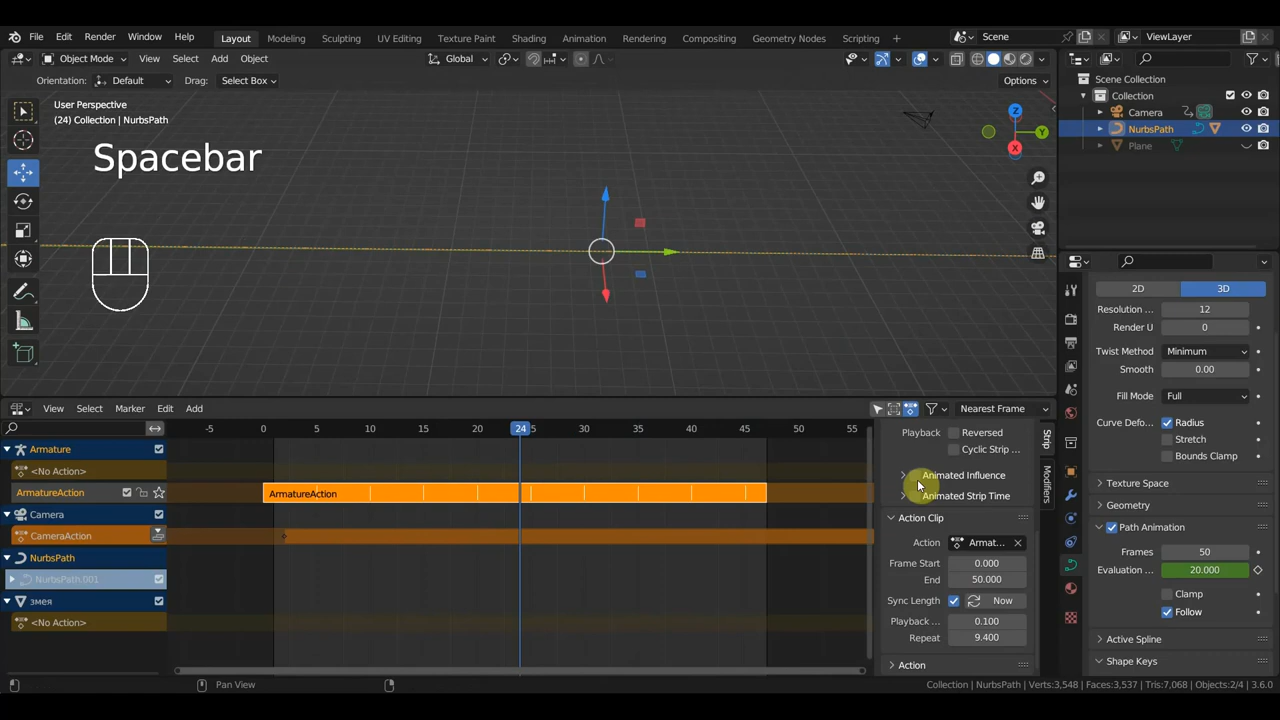 File Edit Render Window Help Layout Modeling Sculpting UV Editing Texture Paint Shading Animation Rendering Compositing Geometry Nodes Scripting + Scene ViewLayer
Object Mode View Select Add Object Global
Orientation: Default Drag: Select Box Options
User Perspective
(24) Collection | NurbsPath
Spacebar
Z
Y
X
Scene Collection
Collection
Camera
NurbsPath
Plane
2D 3D
Resolution ... 12
Render U 0
Twist Method Minimum
Smooth 0.00
Fill Mode Full
Curve Defo... Radius
Stretch
Bounds Clamp
Texture Space
Geometry
Path Animation
Frames 50
Evaluation ... 20.000
Clamp
Follow
Active Spline
Shape Keys
View Select Marker Edit Add Nearest Frame
-5 0 5 10 15 20 24 25 30 35 40 45 50 55
Armature
<No Action>
ArmatureAction ArmatureAction
Camera
CameraAction
NurbsPath
NurbsPath.001
змея
<No Action>
Playback Reversed
Cyclic Strip ...
Animated Influence
Animated Strip Time
Action Clip
Action Armat...
Frame Start 0.000
End 50.000
Sync Length Now
Playback ... 0.100
Repeat 9.400
Action
Strip
Modifiers
Pan View Collection | NurbsPath | Verts:3,548 | Faces:3,537 | Tris:7,068 | Objects:2/4 | 3.6.0